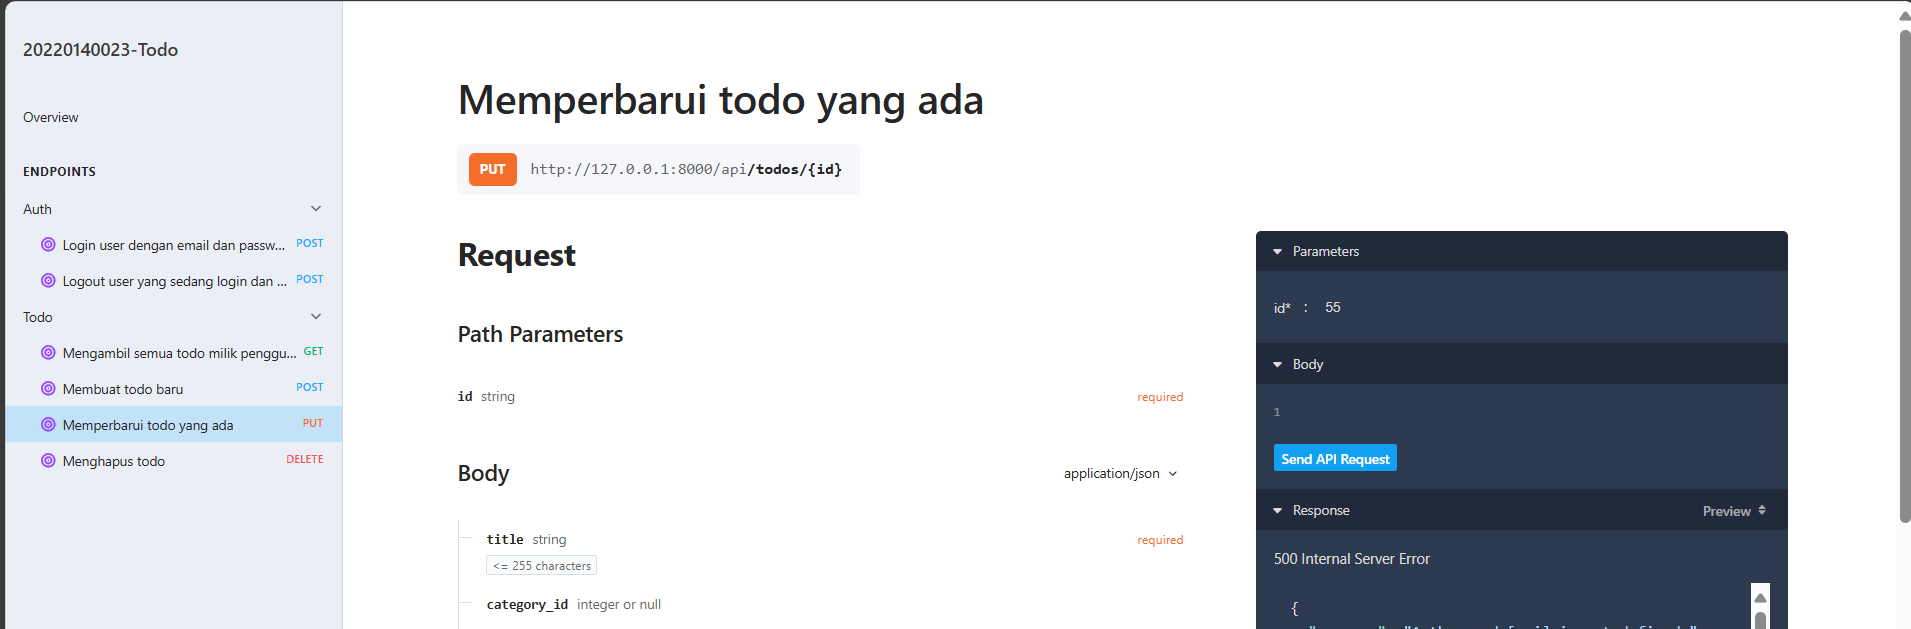 20220140023-Todo
Overview
ENDPOINTS
Auth
Login user dengan email dan passw... POST
Logout user yang sedang login dan ... POST
Todo
Mengambil semua todo milik penggu... GET
Membuat todo baru POST
Memperbarui todo yang ada PUT
Menghapus todo DELETE
Memperbarui todo yang ada
PUT http://127.0.0.1:8000/api/todos/{id}
Request
Path Parameters
id string required
Body application/json
title string required
<= 255 characters
category_id integer or null
Parameters
id* : 55
Body
1
Send API Request
Response Preview
500 Internal Server Error
{